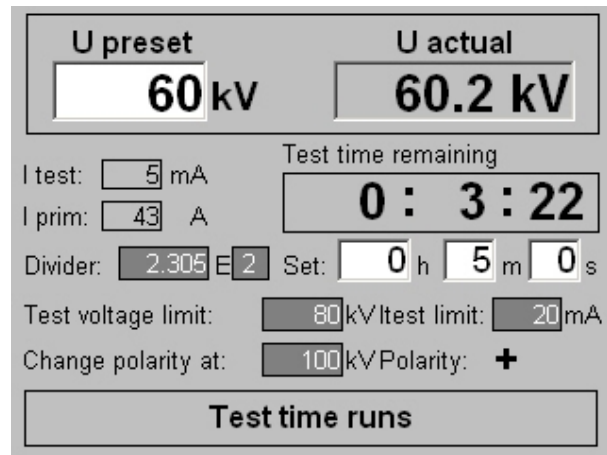 U preset U actual
60 kV 60.2 kV
Test time remaining
I test: 5 mA
0 : 3 : 22
I prim: 43 A
Divider: 2.305 E 2 Set: 0 h 5 m 0 s
Test voltage limit: 80 kV Itest limit: 20 mA
Change polarity at: 100 kV Polarity: +
Test time runs